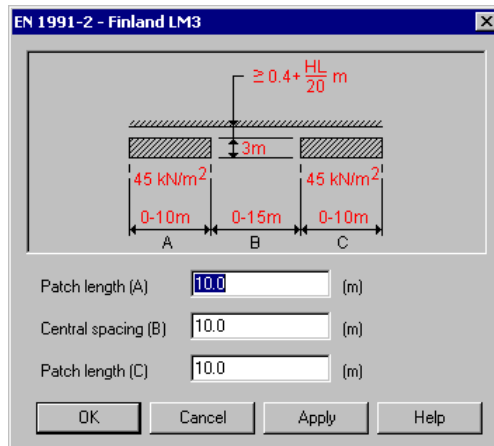 EN 1991-2 - Finland LM3
≥ 0.4+ HL/20 m
3m
45 kN/m² 45 kN/m²
0-10m 0-15m 0-10m
A B C
Patch length (A) 10.0 (m)
Central spacing (B) 10.0 (m)
Patch length (C) 10.0 (m)
OK Cancel Apply Help